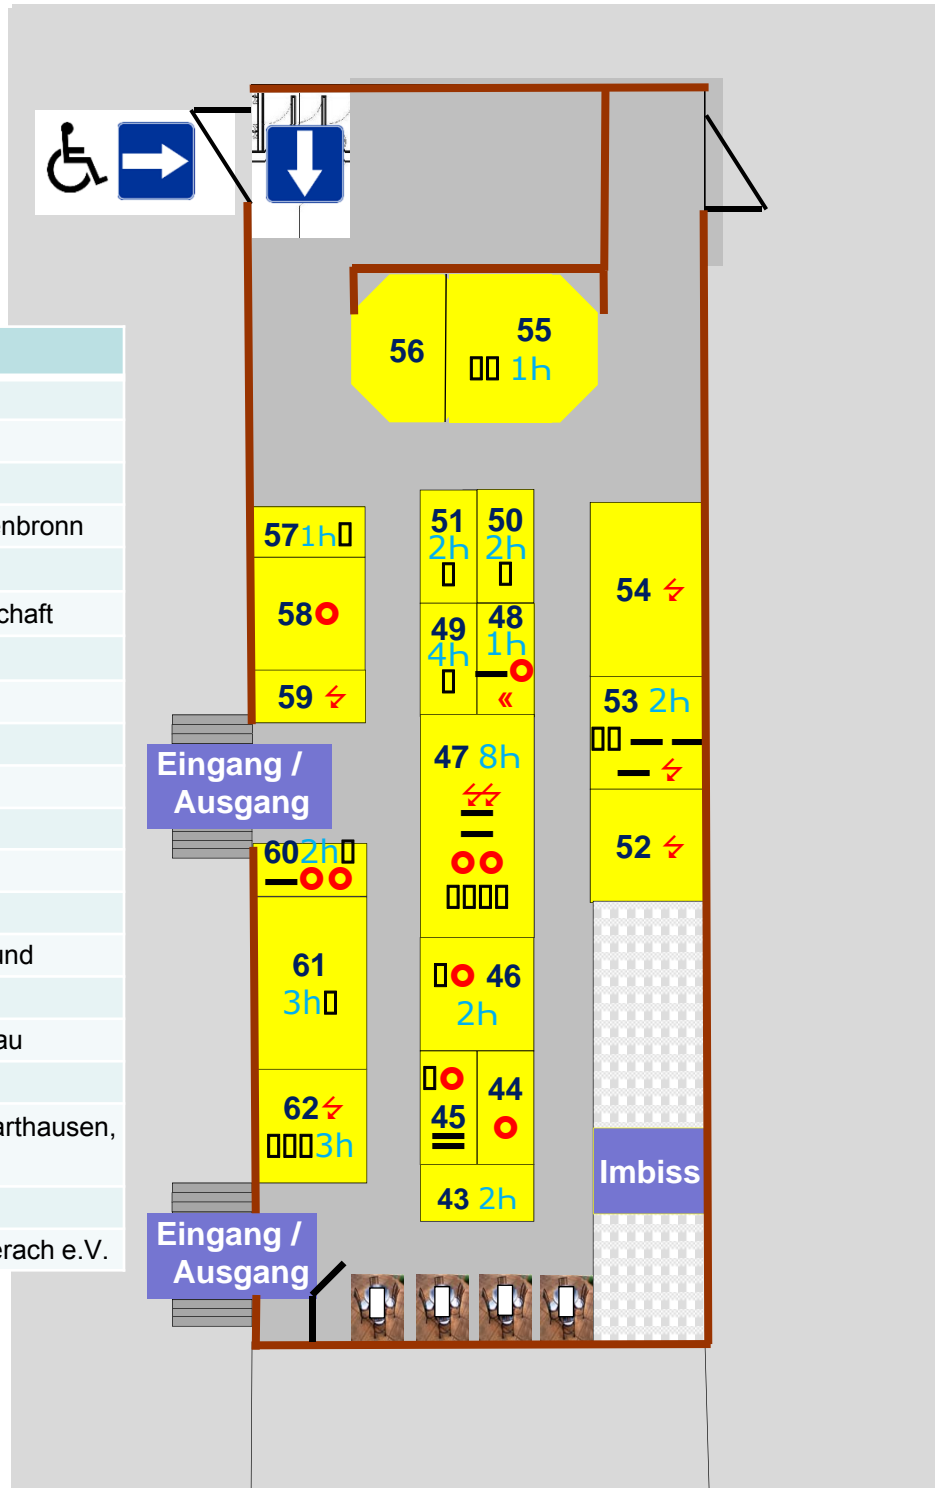 56
55
1h
57 1h
51
2h
50
2h
58
54
49
4h
48
1h
«
59
53 2h
Eingang /
Ausgang
47 8h
60 2h
52
61
3h
46
2h
62
3h
45
44
43 2h
Imbiss
Eingang /
Ausgang
enbronn
chaft
und
au
arthausen,
erach e.V.